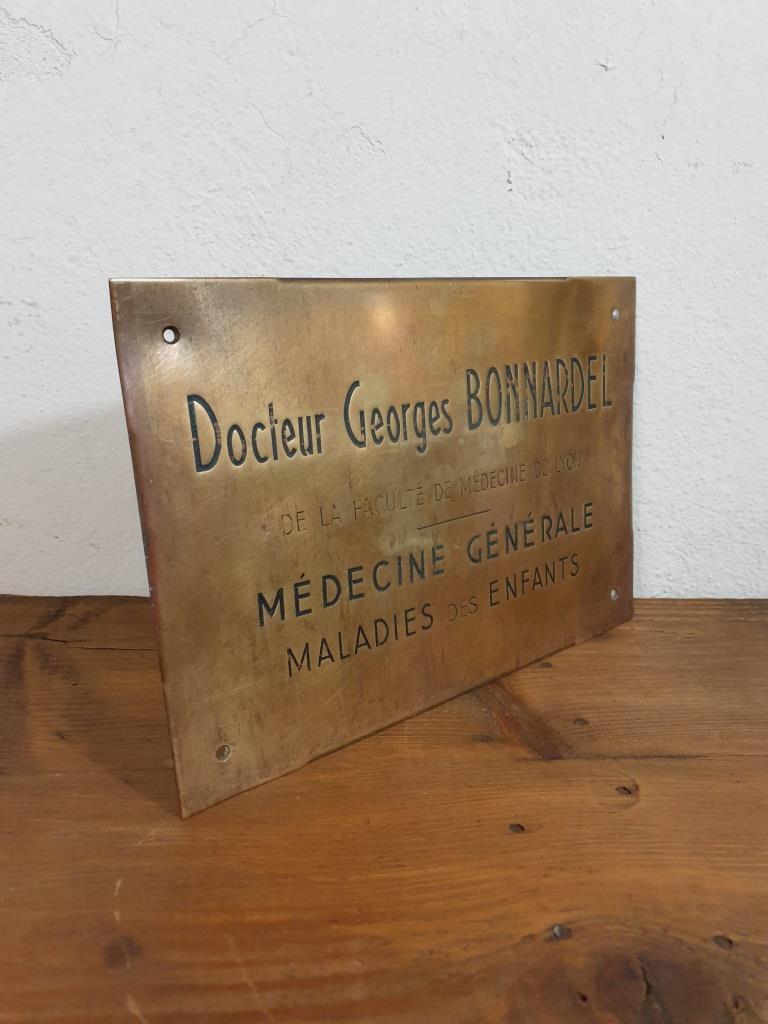 Docteur Georges BONNARDEL
DE LA FACULTÉ DE MÉDECINE DE LYON
MÉDECINE GÉNÉRALE
MALADIES DES ENFANTS